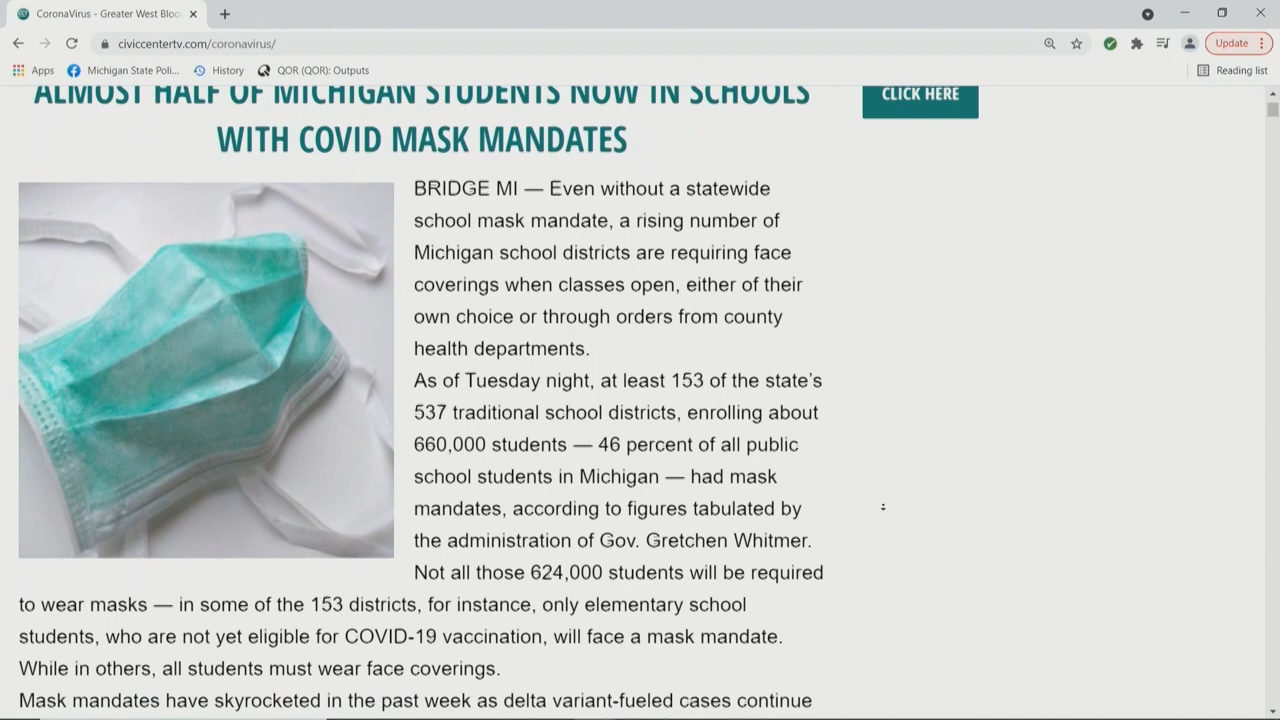 CoronaVirus - Greater West Bloo
civiccentertv.com/coronavirus/
Update
Apps
Michigan State Poli...
History
QOR (QOR): Outputs
Reading list
ALMOST HALF OF MICHIGAN STUDENTS NOW IN SCHOOLS
WITH COVID MASK MANDATES
CLICK HERE
BRIDGE MI — Even without a statewide
school mask mandate, a rising number of
Michigan school districts are requiring face
coverings when classes open, either of their
own choice or through orders from county
health departments.
As of Tuesday night, at least 153 of the state’s
537 traditional school districts, enrolling about
660,000 students — 46 percent of all public
school students in Michigan — had mask
mandates, according to figures tabulated by
the administration of Gov. Gretchen Whitmer.
Not all those 624,000 students will be required
to wear masks — in some of the 153 districts, for instance, only elementary school
students, who are not yet eligible for COVID-19 vaccination, will face a mask mandate.
While in others, all students must wear face coverings.
Mask mandates have skyrocketed in the past week as delta variant-fueled cases continue